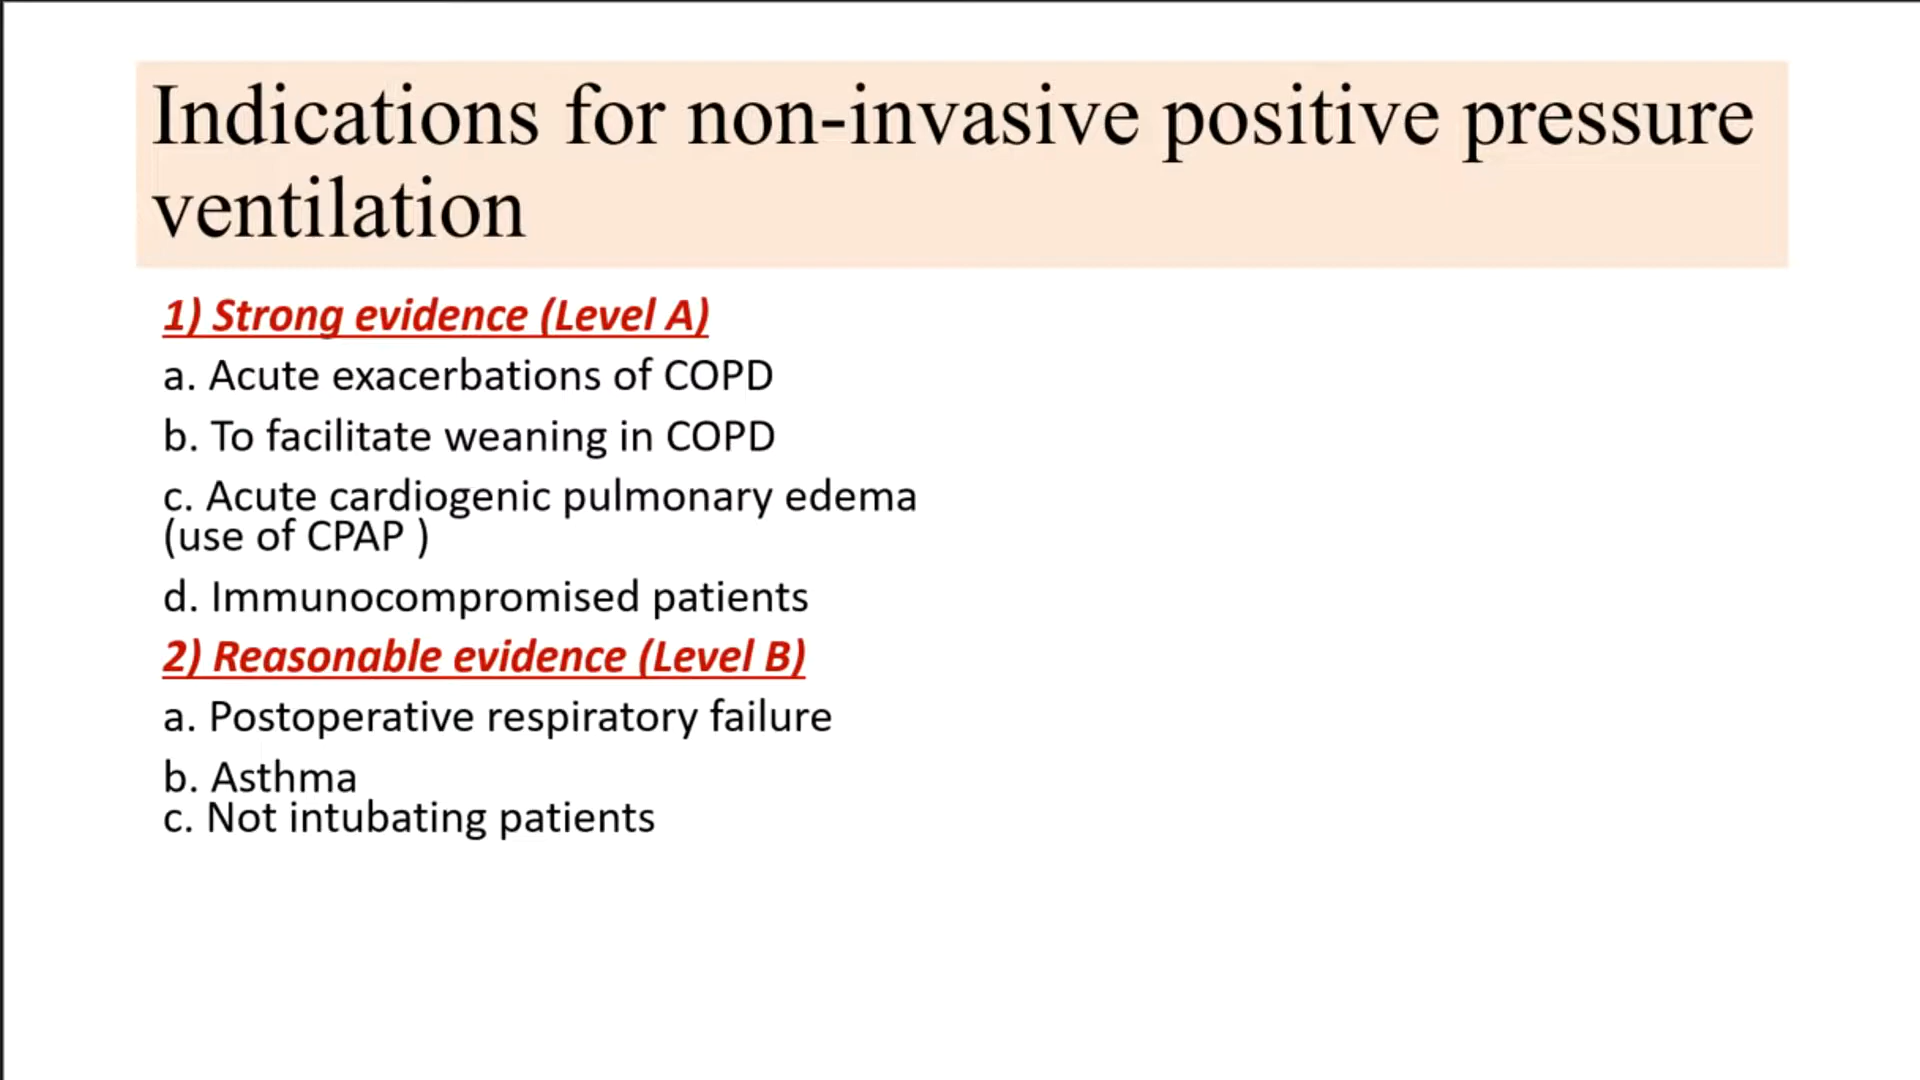 Indications for non-invasive positive pressure
ventilation
1) Strong evidence (Level A)
a. Acute exacerbations of COPD
b. To facilitate weaning in COPD
c. Acute cardiogenic pulmonary edema
(use of CPAP )
d. Immunocompromised patients
2) Reasonable evidence (Level B)
a. Postoperative respiratory failure
b. Asthma
c. Not intubating patients